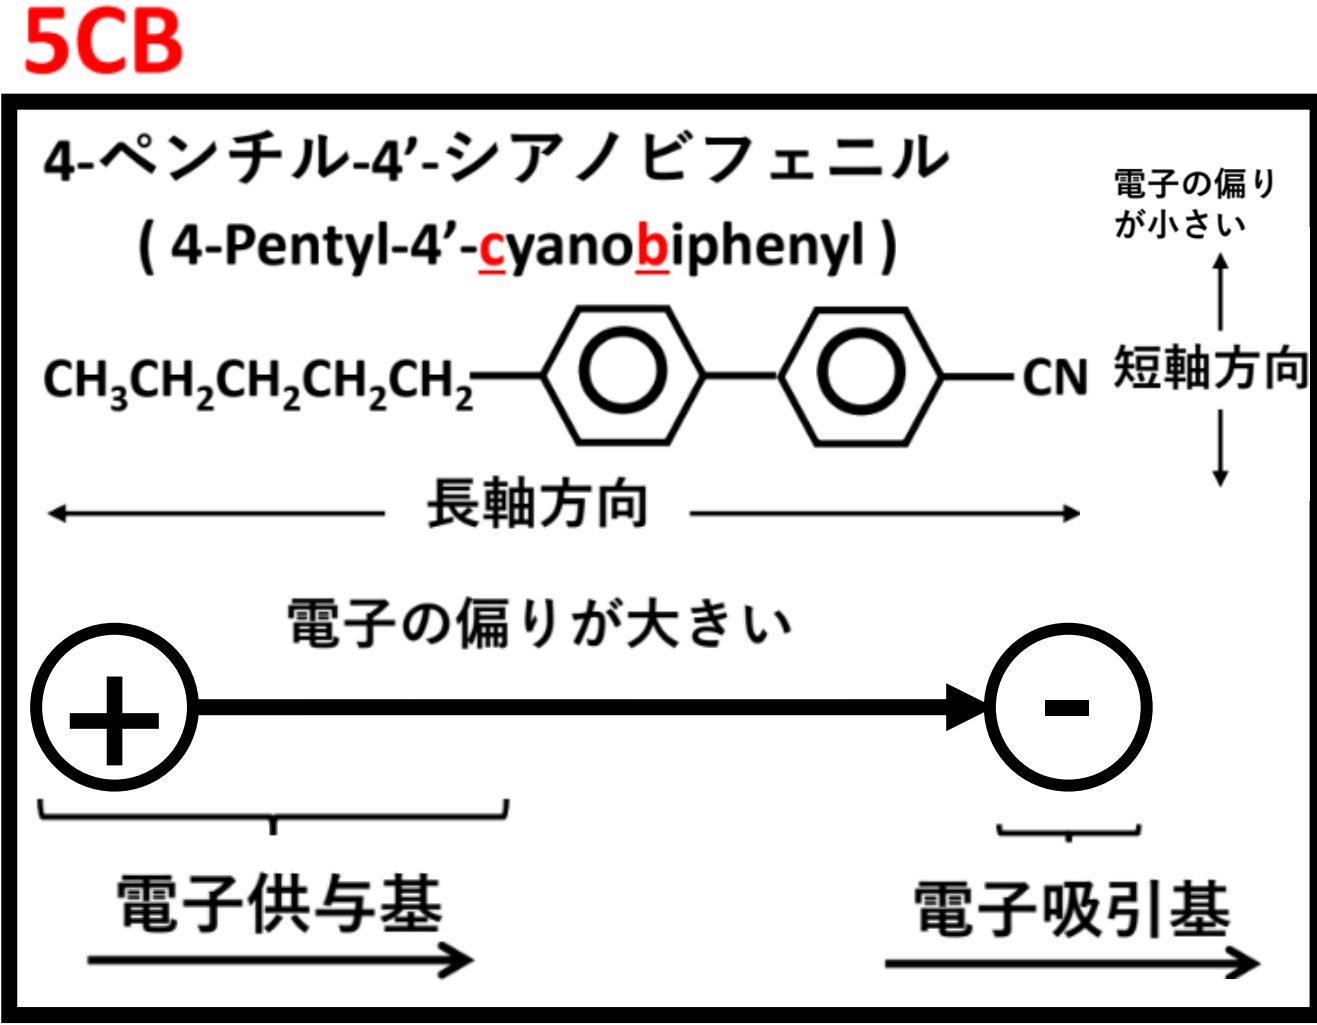 5CB
4-ペンチル-4’-シアノビフェニル
( 4-Pentyl-4’-cyanobiphenyl )
電子の偏り
が小さい
CH₃CH₂CH₂CH₂CH₂
CN
短軸方向
長軸方向
電子の偏りが大きい
+
-
電子供与基
電子吸引基